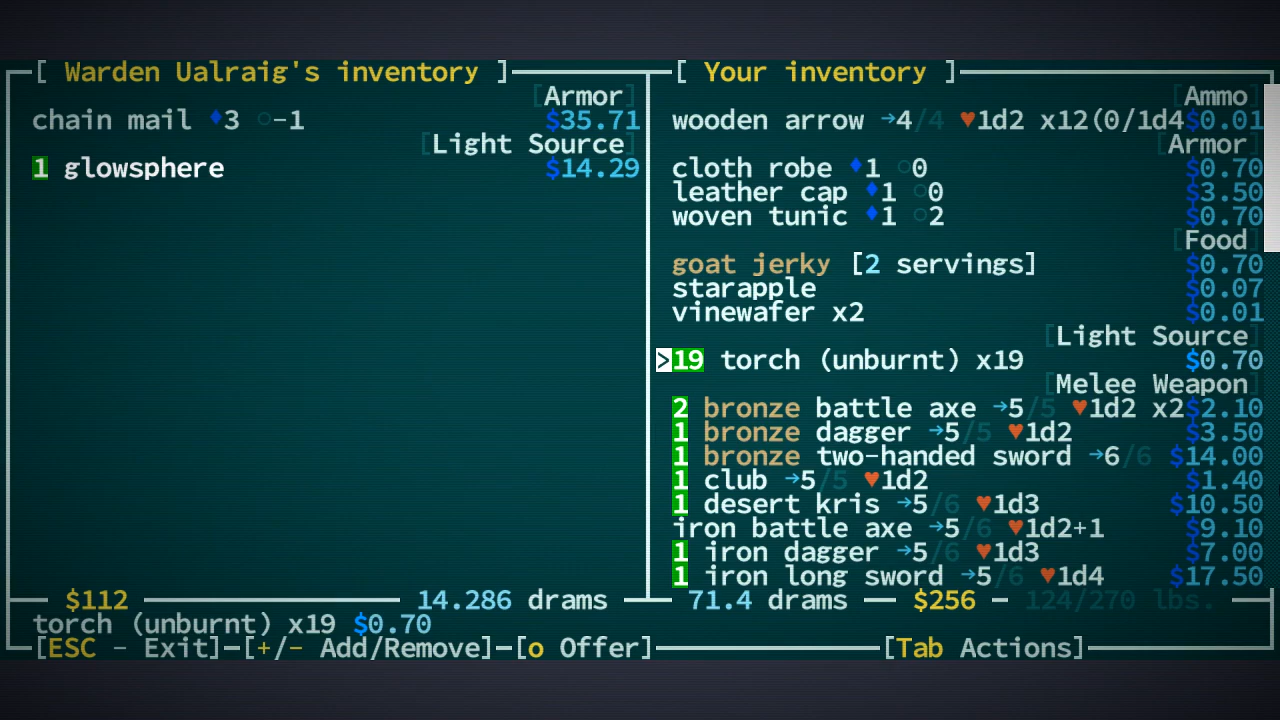 [ Warden Ualraig's inventory ]
[Armor]
chain mail ♦3 ○-1 $35.71
[Light Source]
1 glowsphere $14.29
[ Your inventory ]
[Ammo]
wooden arrow →4/4 ♥1d2 x12(0/1d4 $0.01
[Armor]
cloth robe ♦1 ○0 $0.70
leather cap ♦1 ○0 $3.50
woven tunic ♦1 ○2 $0.70
[Food]
goat jerky [2 servings] $0.70
starapple $0.07
vinewafer x2 $0.01
[Light Source]
>19 torch (unburnt) x19 $0.70
[Melee Weapon]
2 bronze battle axe →5/5 ♥1d2 x2 $2.10
1 bronze dagger →5/5 ♥1d2 $3.50
1 bronze two-handed sword →6/6 $14.00
1 club →5/5 ♥1d2 $1.40
1 desert kris →5/6 ♥1d3 $10.50
iron battle axe →5/6 ♥1d2+1 $9.10
1 iron dagger →5/6 ♥1d3 $7.00
1 iron long sword →5/6 ♥1d4 $17.50
$112 14.286 drams 71.4 drams $256 124/270 lbs.
torch (unburnt) x19 $0.70
[ESC - Exit] [+/- Add/Remove] [o Offer] [Tab Actions]